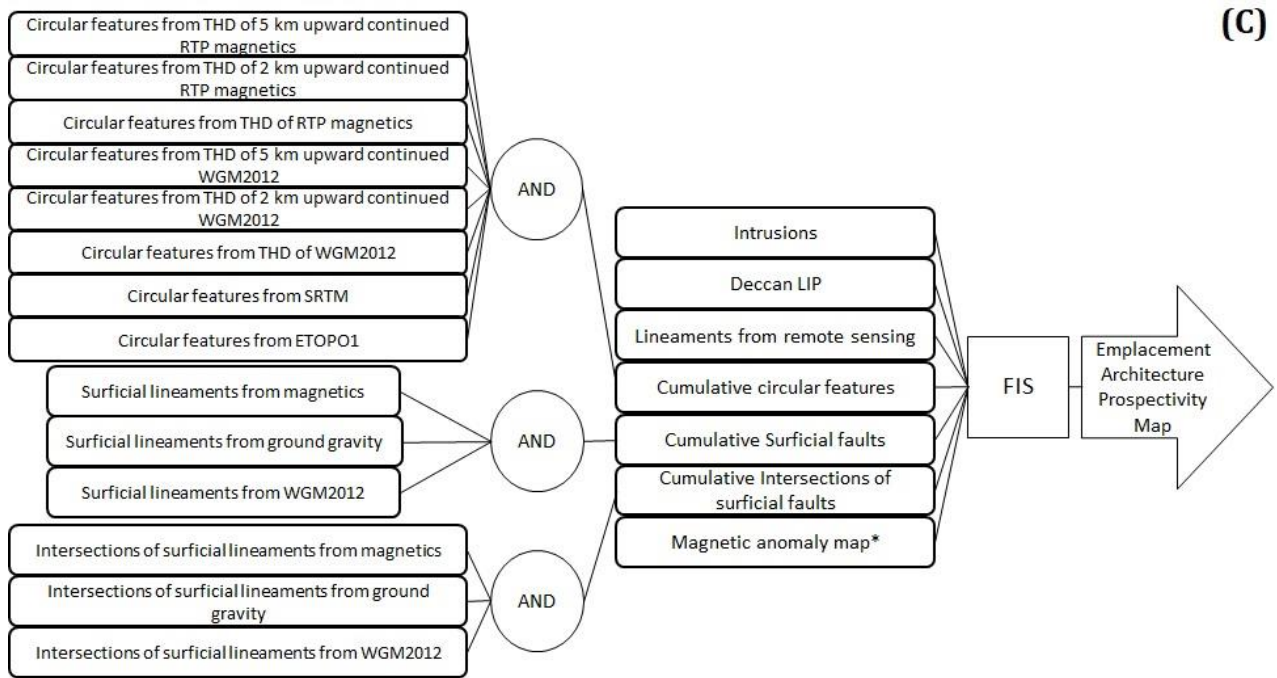 (C)
Circular features from THD of 5 km upward continued
RTP magnetics
Circular features from THD of 2 km upward continued
RTP magnetics
Circular features from THD of RTP magnetics
Circular features from THD of 5 km upward continued
WGM2012
Circular features from THD of 2 km upward continued
WGM2012
Circular features from THD of WGM2012
Circular features from SRTM
Circular features from ETOPO1
AND
Surficial lineaments from magnetics
Surficial lineaments from ground gravity
Surficial lineaments from WGM2012
AND
Intersections of surficial lineaments from magnetics
Intersections of surficial lineaments from ground
gravity
Intersections of surficial lineaments from WGM2012
AND
Intrusions
Deccan LIP
Lineaments from remote sensing
Cumulative circular features
Cumulative Surficial faults
Cumulative Intersections of
surficial faults
Magnetic anomaly map*
FIS
Emplacement
Architecture
Prospectivity
Map